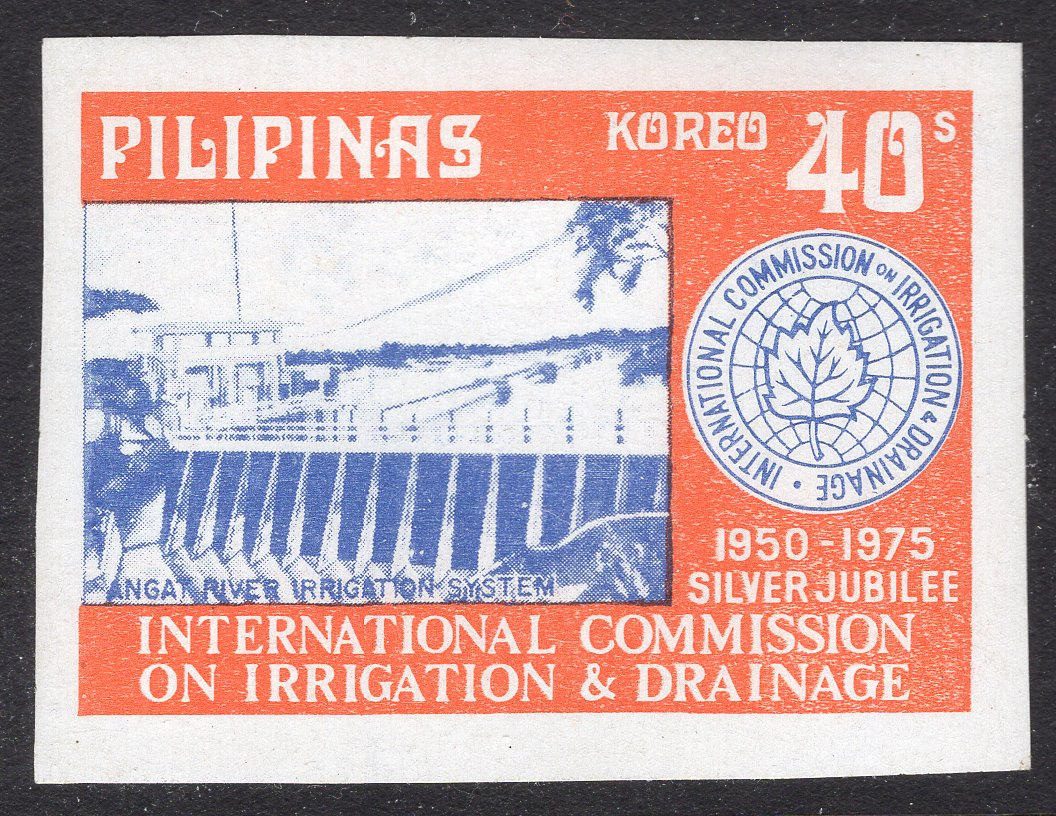 PILIPINAS
KOREO 40s
INTERNATIONAL COMMISSION ON IRRIGATION & DRAINAGE •
1950-1975
SILVER JUBILEE
ANGAT RIVER IRRIGATION SYSTEM
INTERNATIONAL COMMISSION
ON IRRIGATION & DRAINAGE